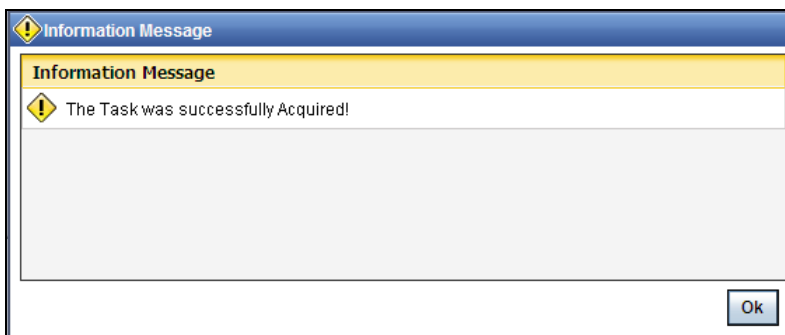 Information Message
Information Message
The Task was successfully Acquired!
Ok